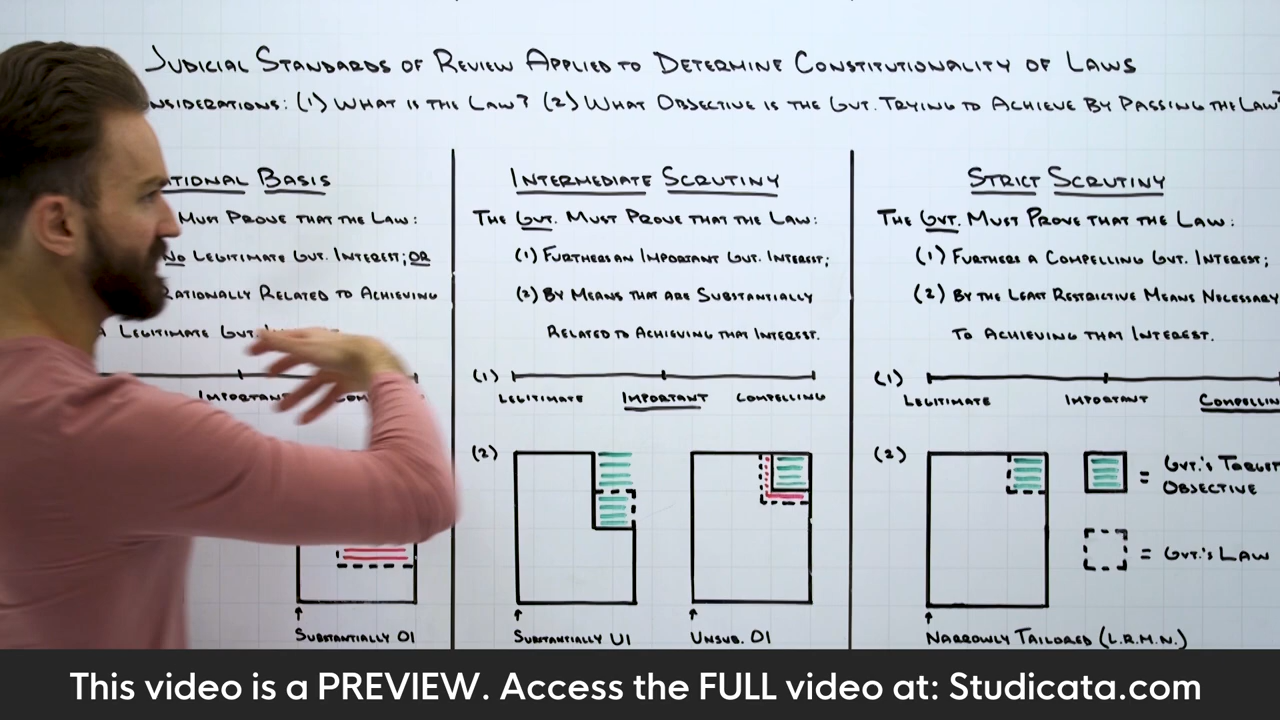 JUDICIAL STANDARDS OF REVIEW APPLIED TO DETERMINE CONSTITUTIONALITY OF LAWS
NSIDERATIONS: (1) WHAT IS THE LAW? (2) WHAT OBJECTIVE IS THE GVT. TRYING TO ACHIEVE BY PASSING THE LAW?
TIONAL BASIS
MUST PROVE THAT THE LAW:
NO LEGITIMATE GVT. INTEREST; OR
RATIONALLY RELATED TO ACHIEVING
A LEGITIMATE GVT.
IMPORTANT
SUBSTANTIALLY OI
INTERMEDIATE SCRUTINY
THE GVT. MUST PROVE THAT THE LAW:
(1) FURTHERS AN IMPORTANT GVT. INTEREST;
(2) BY MEANS THAT ARE SUBSTANTIALLY
RELATED TO ACHIEVING THAT INTEREST.
(1)
LEGITIMATE IMPORTANT COMPELLING
(2)
SUBSTANTIALLY UI UNSUB. OI
STRICT SCRUTINY
THE GVT. MUST PROVE THAT THE LAW:
(1) FURTHERS A COMPELLING GVT. INTEREST;
(2) BY THE LEAST RESTRICTIVE MEANS NECESSARY
TO ACHIEVING THAT INTEREST.
(1)
LEGITIMATE IMPORTANT COMPELLIN
(2)
= GVT.'S TARGET
OBJECTIVE
= GVT.'S LAW
NARROWLY TAILORED (L.R.M.N.)
This video is a PREVIEW. Access the FULL video at: Studicata.com